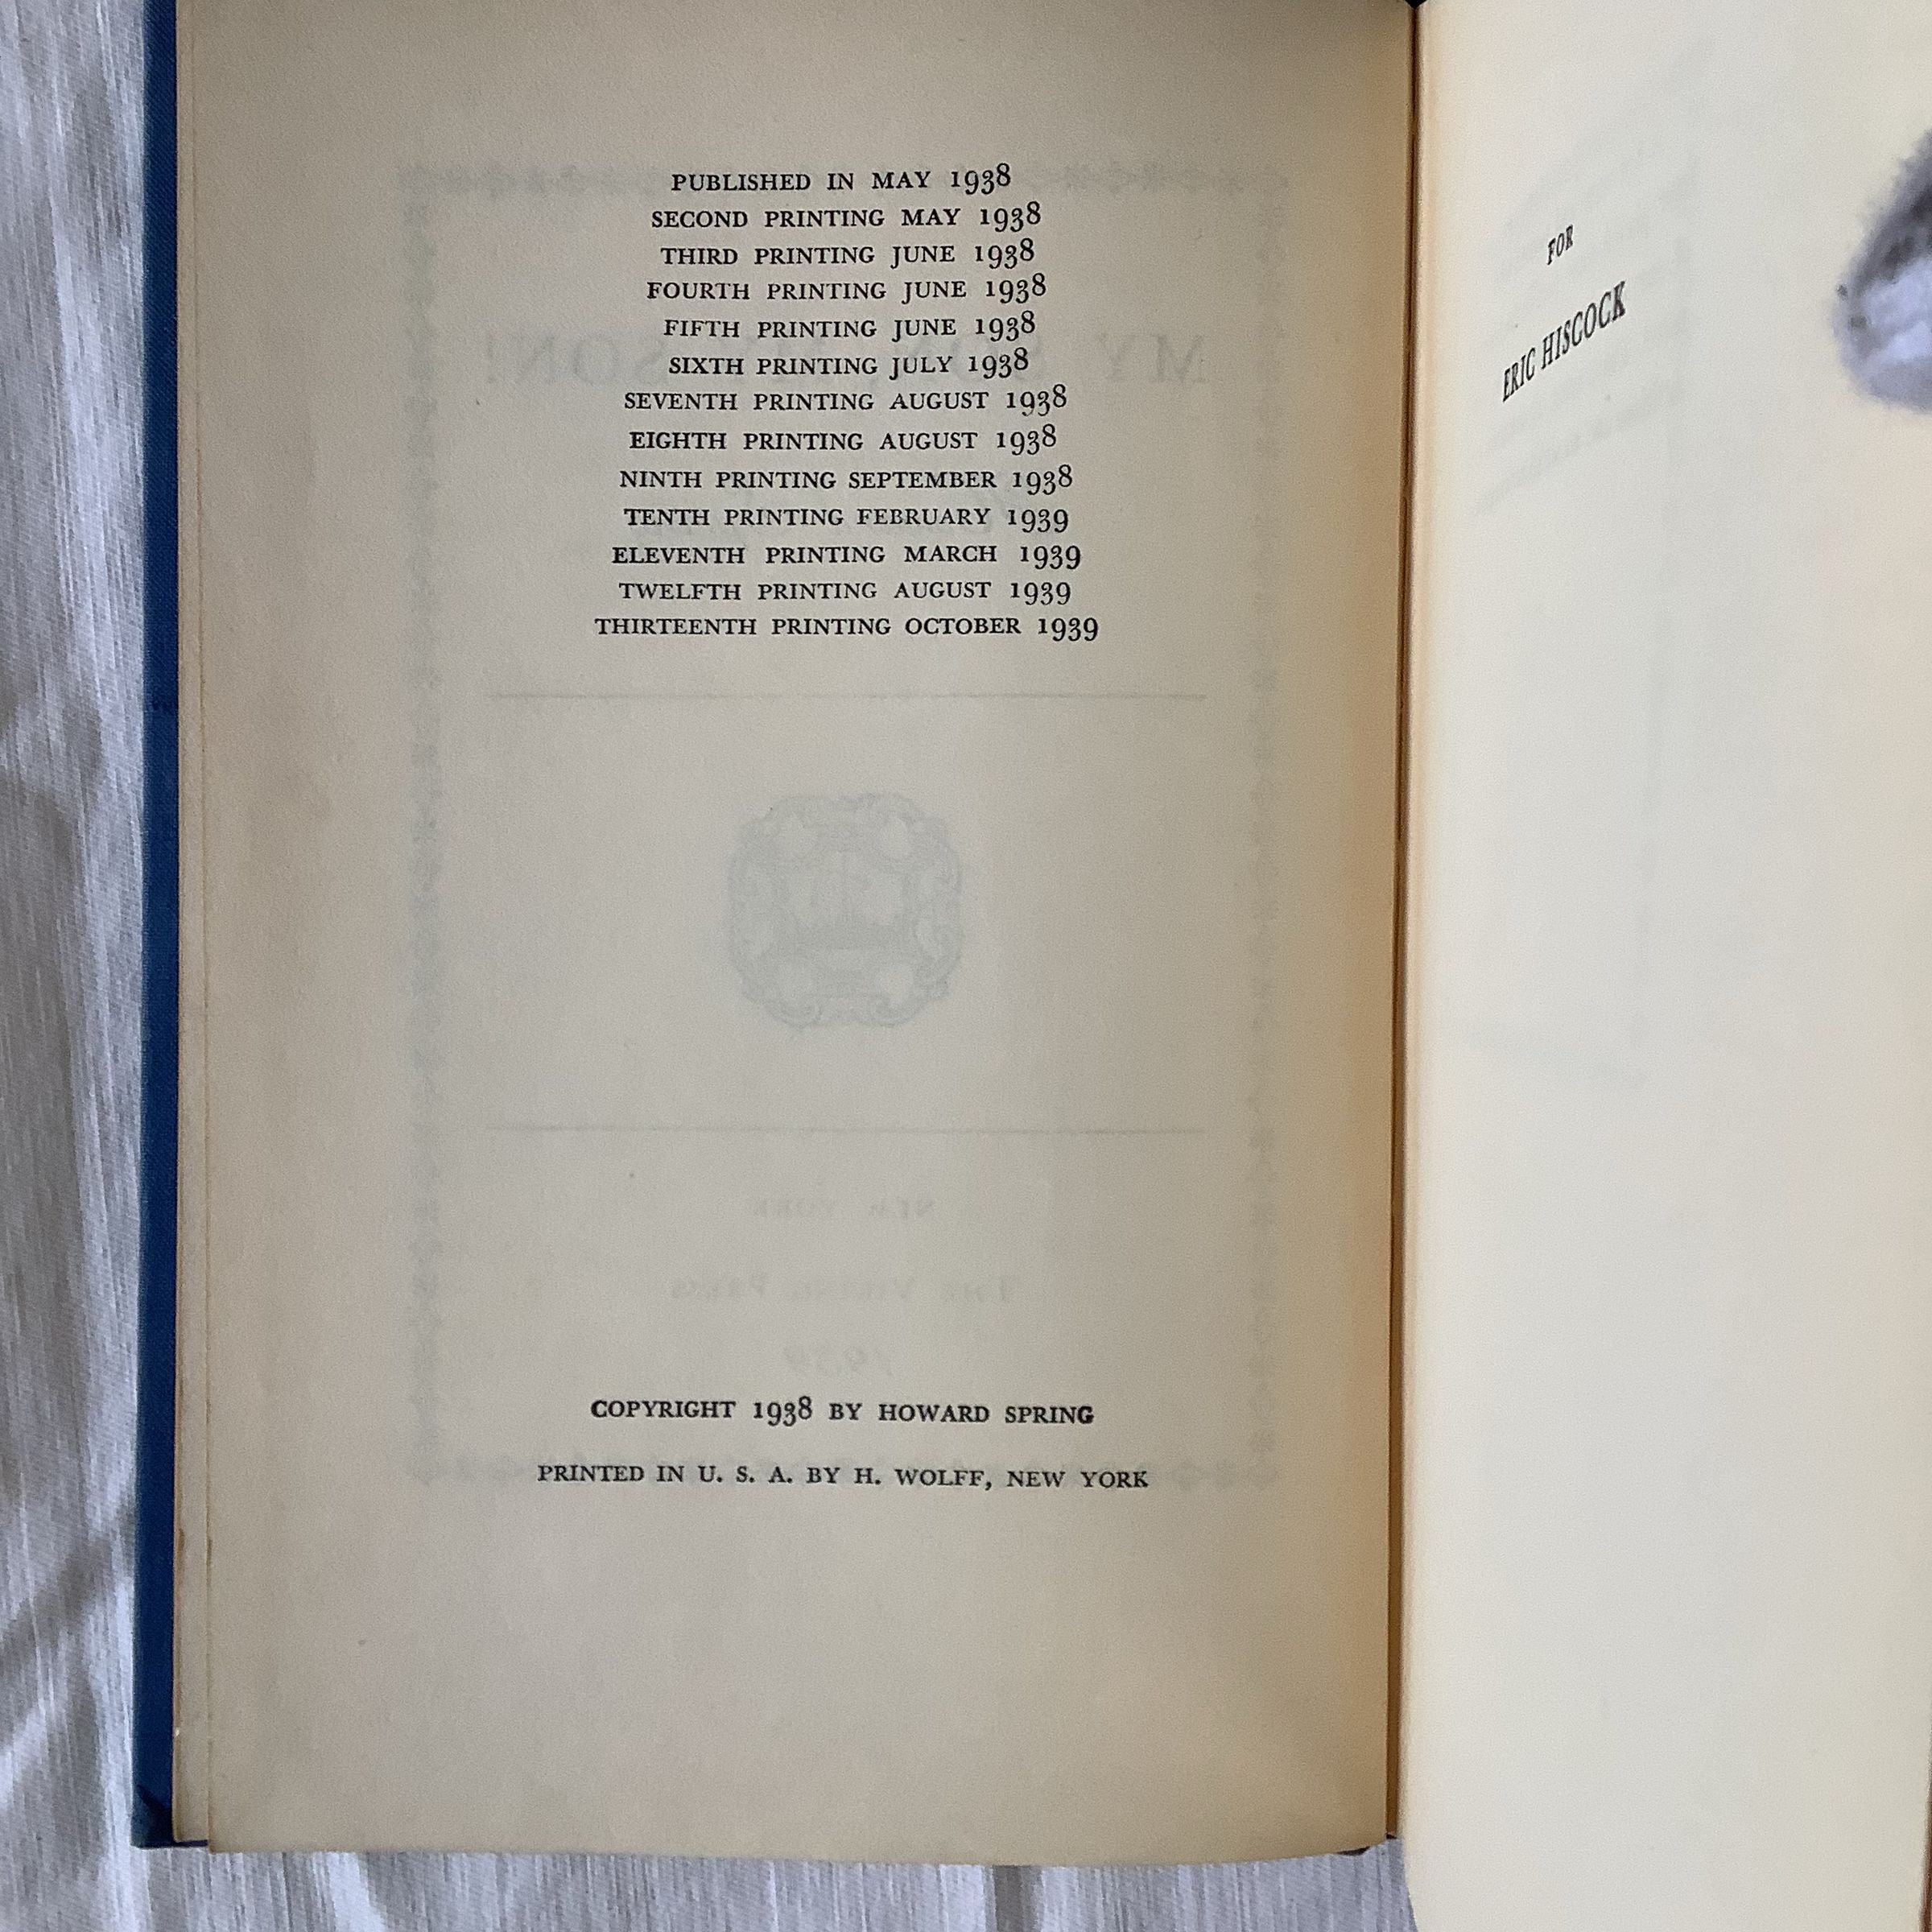 PUBLISHED IN MAY 1938
SECOND PRINTING MAY 1938
THIRD PRINTING JUNE 1938
FOURTH PRINTING JUNE 1938
FIFTH PRINTING JUNE 1938
SIXTH PRINTING JULY 1938
SEVENTH PRINTING AUGUST 1938
EIGHTH PRINTING AUGUST 1938
NINTH PRINTING SEPTEMBER 1938
TENTH PRINTING FEBRUARY 1939
ELEVENTH PRINTING MARCH 1939
TWELFTH PRINTING AUGUST 1939
THIRTEENTH PRINTING OCTOBER 1939
COPYRIGHT 1938 BY HOWARD SPRING
PRINTED IN U. S. A. BY H. WOLFF, NEW YORK
FOR
ERIC HISCOCK